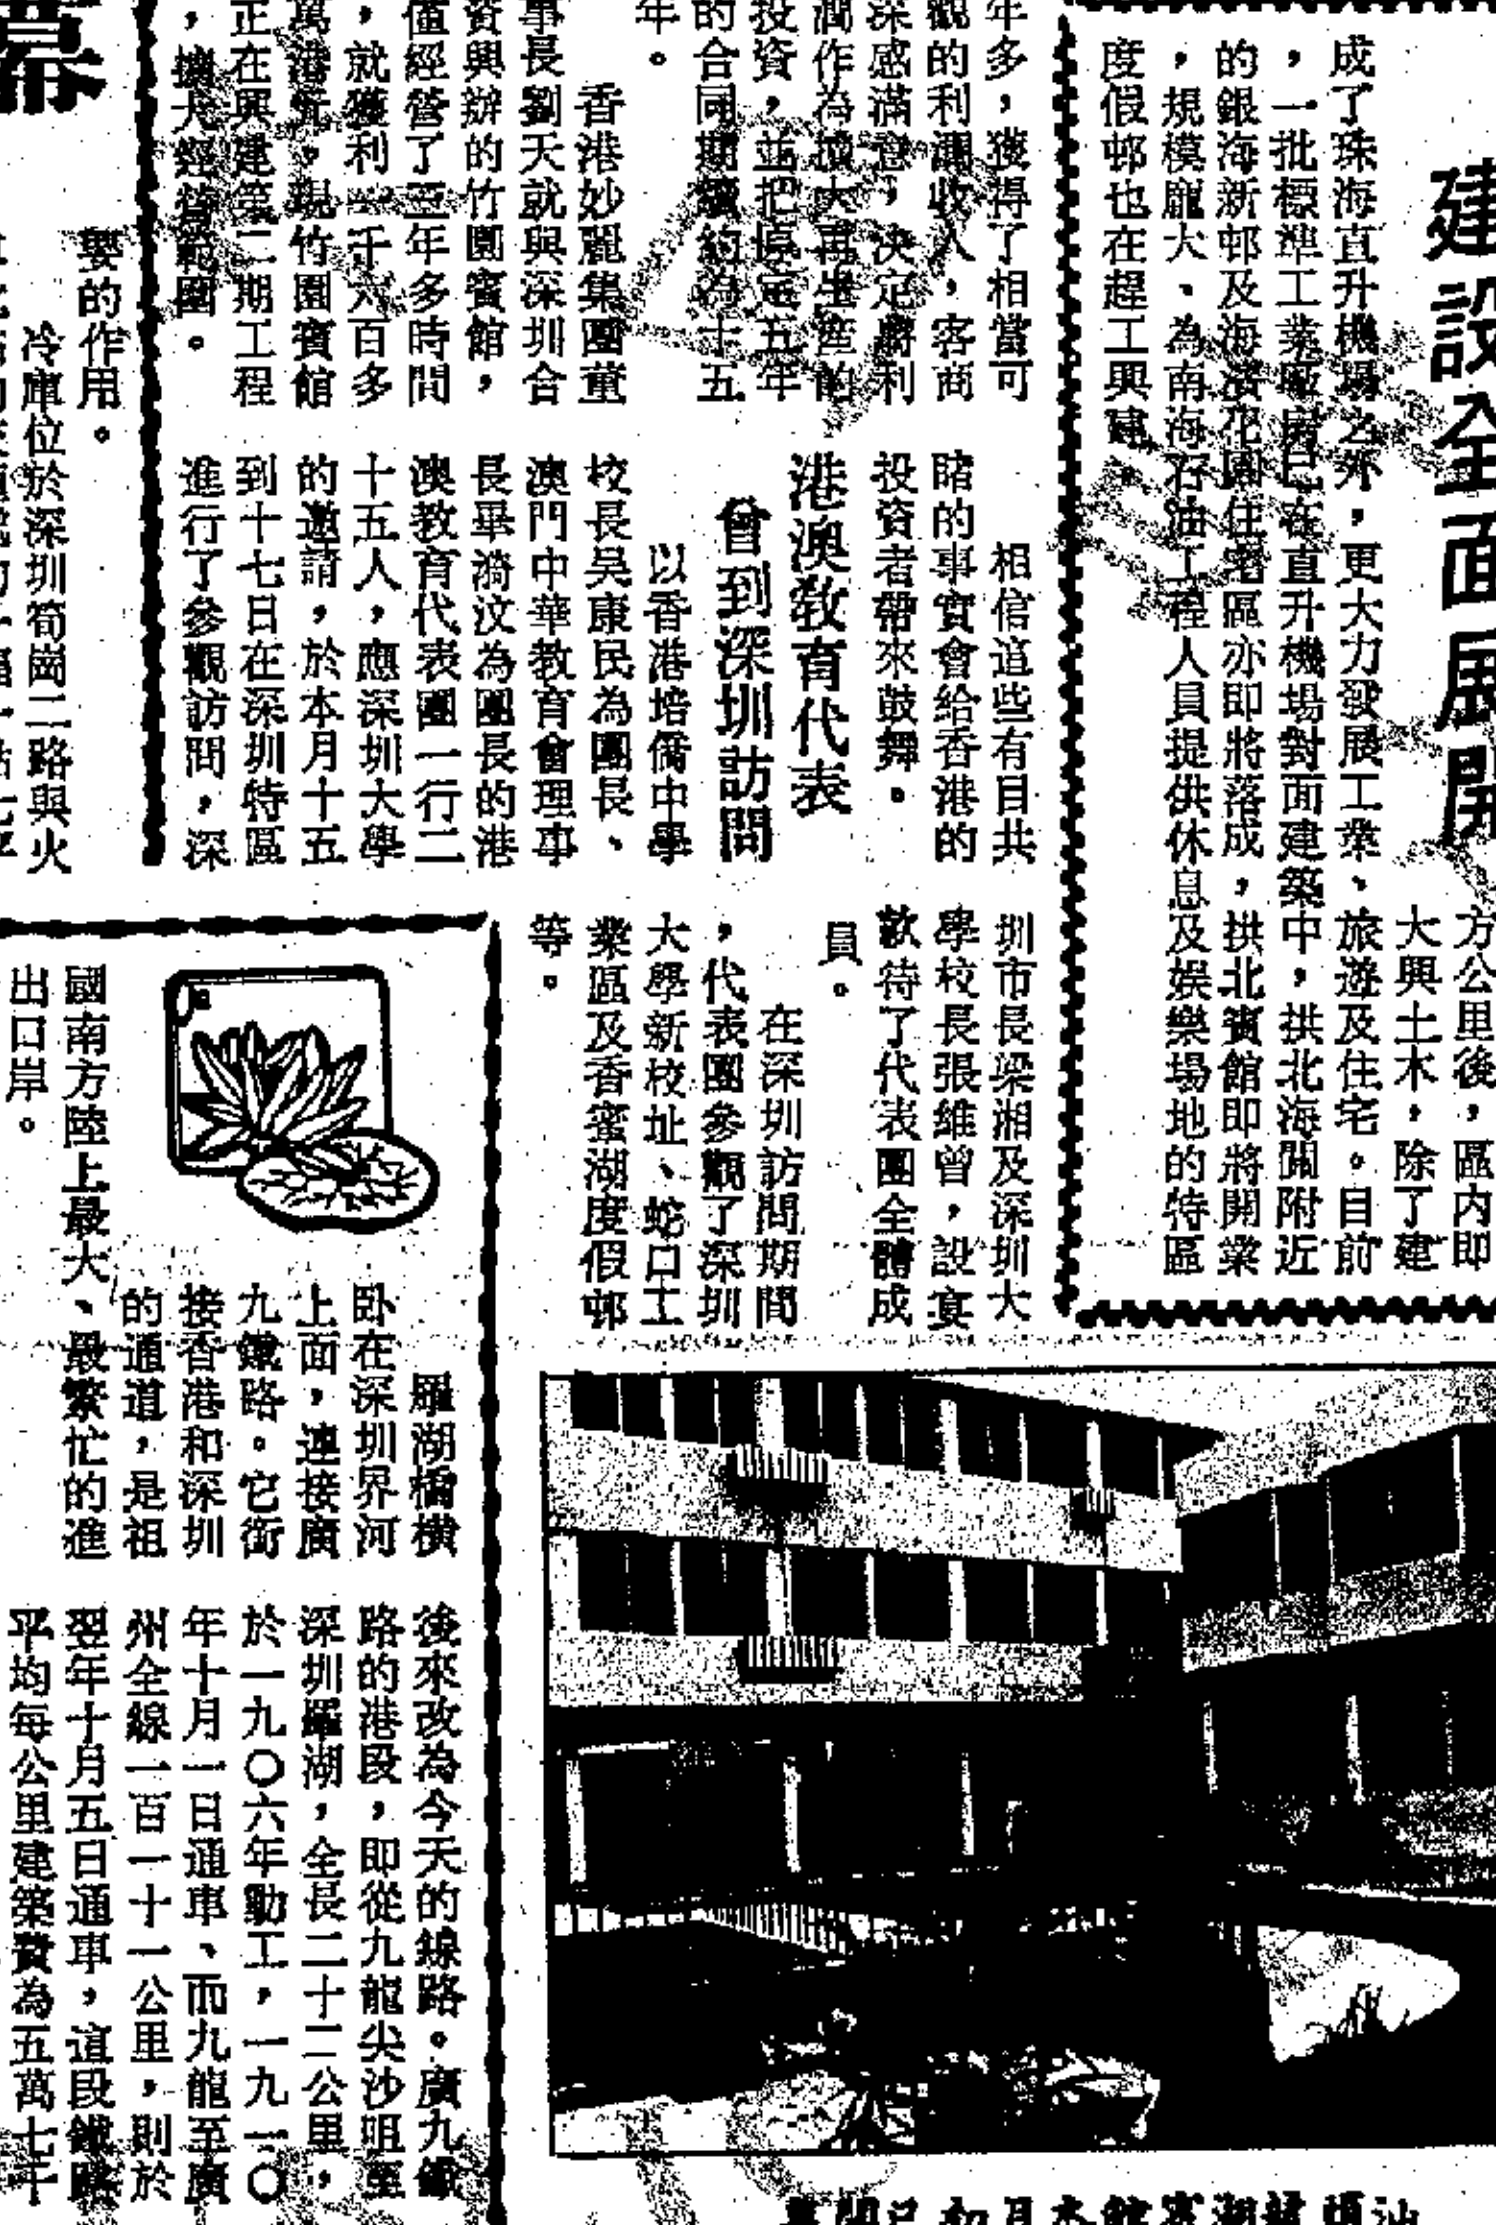 建設全面展開
方公里後，區內即
大興土木，除了建
成了珠海直升機場之外，更大力發展工業、旅遊及住宅。目前
，一批標準工業廠房已在直升機場對面建築中，拱北海關附近
的銀海新邨及海濱花園住宅區亦即將落成，拱北賓館即將開業
，規模龐大、為南海石油工程人員提供休息及娛樂場地的特區
度假邨也在趕工興建。
年多，獲得了相當可
觀的利潤收入，客商
深感滿意，決定將利
潤作為擴大再生產的
投資，並把原定五年
的合同期續約為十五
年。
香港妙麗集團董
事長劉天就與深圳合
資興辦的竹園賓館，
僅經營了三年多時間
，就獲利一千六百多
萬港元，現竹園賓館
正在興建第二期工程
，擴大經營範圍。
相信這些有目共
睹的事實會給香港的
投資者帶來鼓舞。
港澳敎育代表
曾到深圳訪問
以香港培僑中學
校長吳康民為團長、
澳門中華教育會理事
長畢漪汶為團長的港
澳教育代表團一行二
十五人，應深圳大學
的邀請，於本月十五
到十七日在深圳特區
進行了參觀訪問，深
圳市長梁湘及深圳大
學校長張維曾，設宴
款待了代表團全體成
員。
在深圳訪問期間
，代表團參觀了深圳
大學新校址、蛇口工
業區及香蜜湖度假邨
等。
幕
要的作用。
冷庫位於深圳筍崗二路與火
羅湖橋橫
卧在深圳界河
上面，連接廣
九鐵路。它銜
接香港和深圳
的通道，是祖
國南方陸上最大、最繁忙的進
出口岸。
後來改為今天的線路。廣九鐵
路的港段，即從九龍尖沙咀至
深圳羅湖，全長二十二公里，
於一九〇六年動工，一九一〇
年十月一日通車、而九龍至廣
州全線一百一十一公里，則於
翌年十月五日通車，這段鐵路
平均每公里建築費為五萬七千